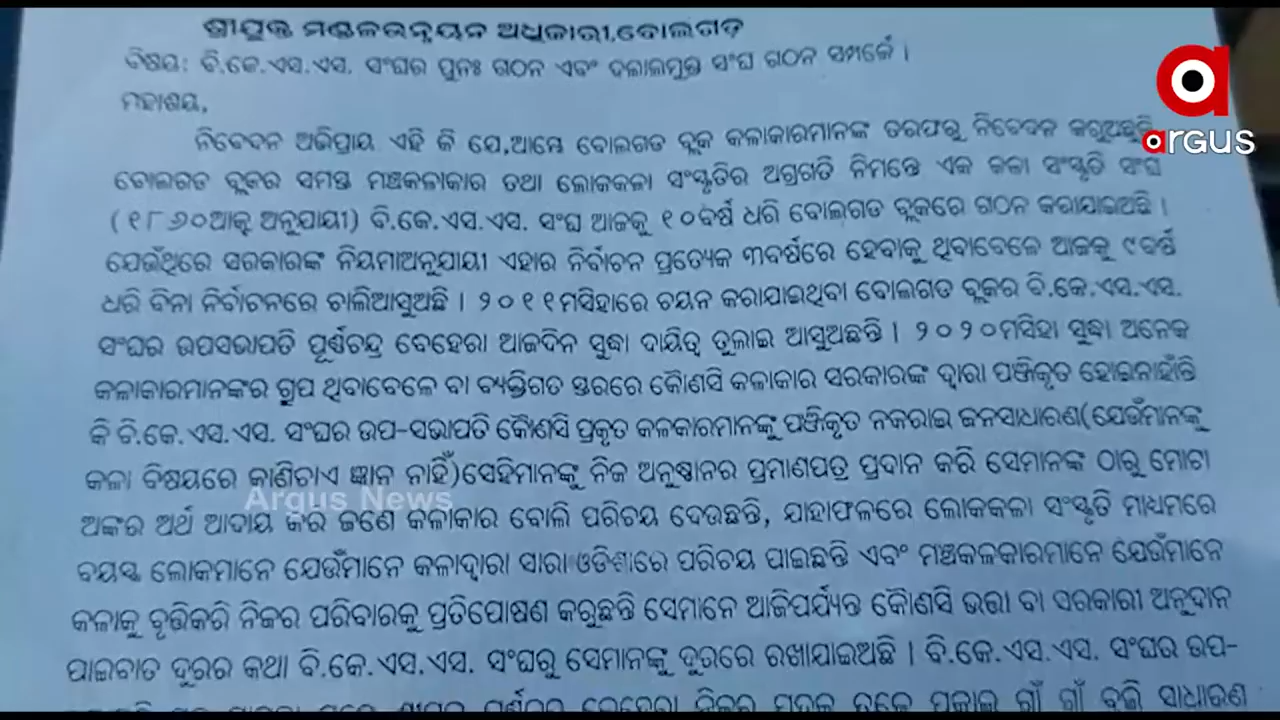 ଶ୍ରୀଯୁକ୍ତ ମଣ୍ଡଳଉନ୍ନୟନ ଅଧିକାରୀ,ବୋଲଗଡ଼
ବିଷୟ: ବି.କେ.ଏସ.ଏସ. ସଂଘର ପୁନଃ ଗଠନ ଏବଂ ଦଲାଲମୁକ୍ତ ସଂଘ ଗଠନ ସମ୍ପର୍କେ ।
ମହାଶୟ,
ନିବେଦନ ଅଭିପ୍ରାୟ ଏହି କି ଯେ,ଆମ୍ଭେ ବୋଲଗଡ ବ୍ଲକ କଳାକାରମାନଙ୍କ ତରଫରୁ ନିବେଦନ କରୁଅଛୁକି
ବୋଲଗଡ ବ୍ଲକର ସମସ୍ତ ମଞ୍ଚକଳାକାର ତଥା ଲୋକକଳା ସଂସ୍କୃତିର ଅଗ୍ରଗତି ନିମନ୍ତେ ଏକ କଳା ସଂସ୍କୃତି ସଂଘ
(୧୮୬୦ଆକ୍ଟ ଅନୁଯାୟୀ) ବି.କେ.ଏସ.ଏସ. ସଂଘ ଆଜକୁ ୧୦ବର୍ଷ ଧରି ବୋଲଗଡ ବ୍ଲକରେ ଗଠନ କରାଯାଇଅଛି ।
ଯେଉଁଥିରେ ସରକାରଙ୍କ ନିୟମାଅନୁଯାୟୀ ଏହାର ନିର୍ବାଚନ ପ୍ରତ୍ୟେକ ୩ବର୍ଷରେ ହେବାକୁ ଥିବାବେଳେ ଆଜକୁ ୯ବର୍ଷ
ଧରି ବିନା ନିର୍ବାଚନରେ ଚାଲିଆସୁଅଛି । ୨୦୧୧ମସିହାରେ ଚୟନ କରାଯାଇଥିବା ବୋଲଗଡ ବ୍ଲକର ବି.କେ.ଏସ.ଏସ.
ସଂଘର ଉପସଭାପତି ପୂର୍ଣ୍ଣଚନ୍ଦ୍ର ବେହେରା ଆଜଦିନ ସୁଦ୍ଧା ଦାୟିତ୍ୱ ତୁଲାଇ ଆସୁଅଛନ୍ତି । ୨୦୨୦ମସିହା ସୁଦ୍ଧା ଅନେକ
କଳାକାରମାନଙ୍କର ଗ୍ରୁପ ଥିବାବେଳେ ବା ବ୍ୟକ୍ତିଗତ ସ୍ତରରେ କୌଣସି କଳାକାର ସରକାରଙ୍କ ଦ୍ୱାରା ପଞ୍ଜିକୃତ ହୋଇନାହାଁନ୍ତି
କି ବି.କେ.ଏସ.ଏସ. ସଂଘର ଉପ-ସଭାପତି କୌଣସି ପ୍ରକୃତ କଳକାରମାନଙ୍କୁ ପଞ୍ଜିକୃତ ନକରାଇ ଜନସାଧାରଣ(ଯେଉଁମାନଙ୍କୁ
କଳା ବିଷୟରେ କାଣିଚାଏ ଜ୍ଞାନ ନାହିଁ)ସେହିମାନଙ୍କୁ ନିଜ ଅନୁଷ୍ଠାନର ପ୍ରମାଣପତ୍ର ପ୍ରଦାନ କରି ସେମାନଙ୍କ ଠାରୁ ମୋଟା
ଅଙ୍କର ଅର୍ଥ ଆଦାୟ କରି ଜଣେ କଳାକାର ବୋଲି ପରିଚୟ ଦେଉଛନ୍ତି, ଯାହାଫଳରେ ଲୋକକଳା ସଂସ୍କୃତି ମାଧ୍ୟମରେ
ବୟସ୍କ ଲୋକମାନେ ଯେଉଁମାନେ କଳାଦ୍ୱାରା ସାରା ଓଡିଶାରେ ପରିଚୟ ପାଇଛନ୍ତି ଏବଂ ମଞ୍ଚକଳକାରମାନେ ଯେଉଁମାନେ
କଳାକୁ ବୃତ୍ତିକରି ନିଜର ପରିବାରକୁ ପ୍ରତିପୋଷଣ କରୁଛନ୍ତି ସେମାନେ ଆଜିପର୍ଯ୍ୟନ୍ତ କୌଣସି ଭତ୍ତା ବା ସରକାରୀ ଅନୁଦାନ
ପାଇବାତ ଦୂରର କଥା ବି.କେ.ଏସ.ଏସ. ସଂଘରୁ ସେମାନଙ୍କୁ ଦୂରରେ ରଖାଯାଇଅଛି । ବି.କେ.ଏସ.ଏସ. ସଂଘର ଉପ-
ବେହେରା ନିଜର ଗାଁ ଗାଁ ବୁଲି ସାଧାରଣ
argus
Argus News